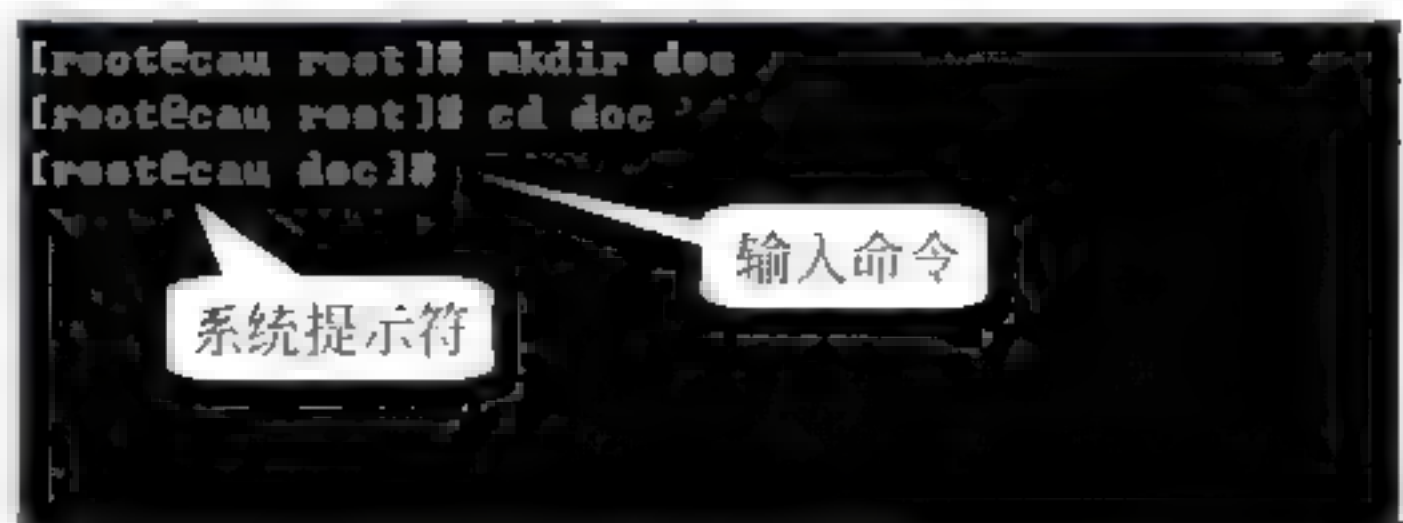 [root@cau root]# mkdir doc
[root@cau root]# cd doc
[root@cau doc]#
输入命令
系统提示符